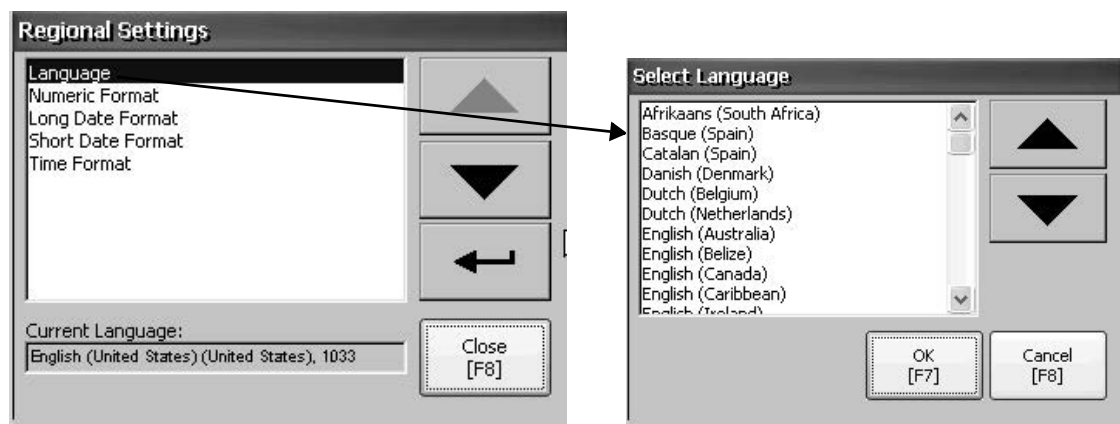 Regional Settings
Language
Numeric Format
Long Date Format
Short Date Format
Time Format
Current Language:
English (United States) (United States), 1033
Close
[F8]
Select Language
Afrikaans (South Africa)
Basque (Spain)
Catalan (Spain)
Danish (Denmark)
Dutch (Belgium)
Dutch (Netherlands)
English (Australia)
English (Belize)
English (Canada)
English (Caribbean)
English (Ireland)
OK
[F7]
Cancel
[F8]